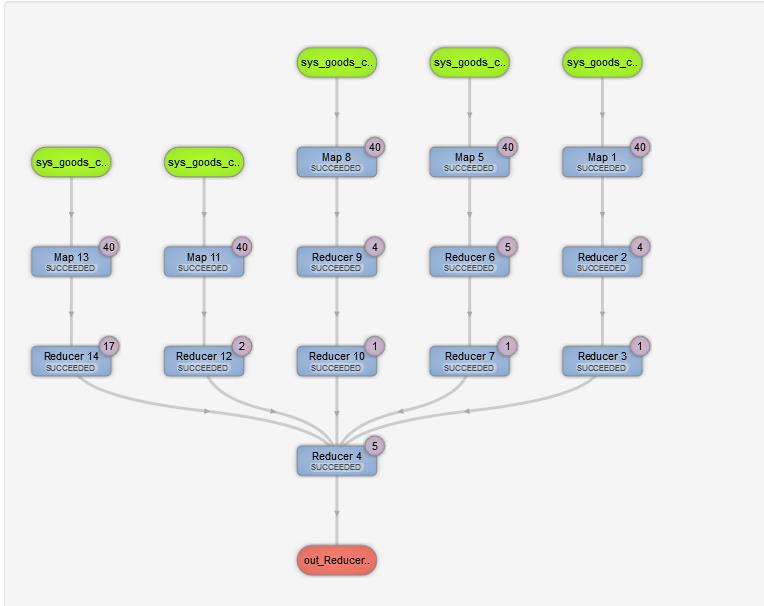 sys_goods_c..
sys_goods_c..
sys_goods_c..
40
Map 8
SUCCEEDED
40
Map 5
SUCCEEDED
40
Map 1
SUCCEEDED
sys_goods_c..
sys_goods_c..
40
Map 13
SUCCEEDED
40
Map 11
SUCCEEDED
4
Reducer 9
SUCCEEDED
5
Reducer 6
SUCCEEDED
4
Reducer 2
SUCCEEDED
17
Reducer 14
SUCCEEDED
2
Reducer 12
SUCCEEDED
1
Reducer 10
SUCCEEDED
1
Reducer 7
SUCCEEDED
1
Reducer 3
SUCCEEDED
5
Reducer 4
SUCCEEDED
out_Reducer..